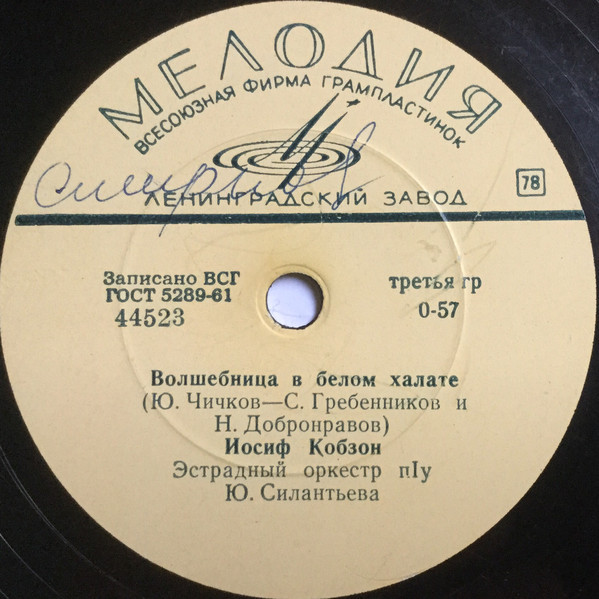 МЕЛОДИЯ
ВСЕСОЮЗНАЯ ФИРМА ГРАМПЛАСТИНОК
ЛЕНИНГРАДСКИЙ ЗАВОД
78
Записано ВСГ
ГОСТ 5289-61
44523
третья гр
0-57
Волшебница в белом халате
(Ю. Чичков—С. Гребенников и
Н. Добронравов)
Иосиф Кобзон
Эстрадный оркестр пIу
Ю. Силантьева